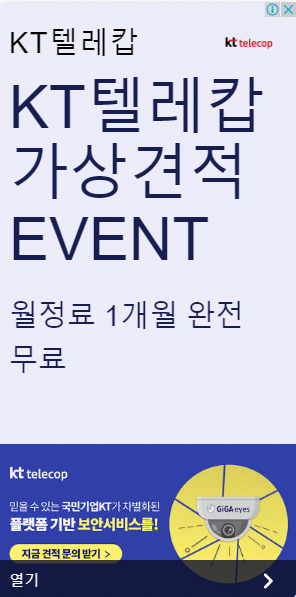 KT텔레캅
kt telecop
KT텔레캅
가상견적
EVENT
월정료 1개월 완전
무료
kt telecop
믿을 수 있는 국민기업KT가 차별화된
플랫폼 기반 보안서비스를!
GiGAeyes
지금 견적 문의 받기 >
열기